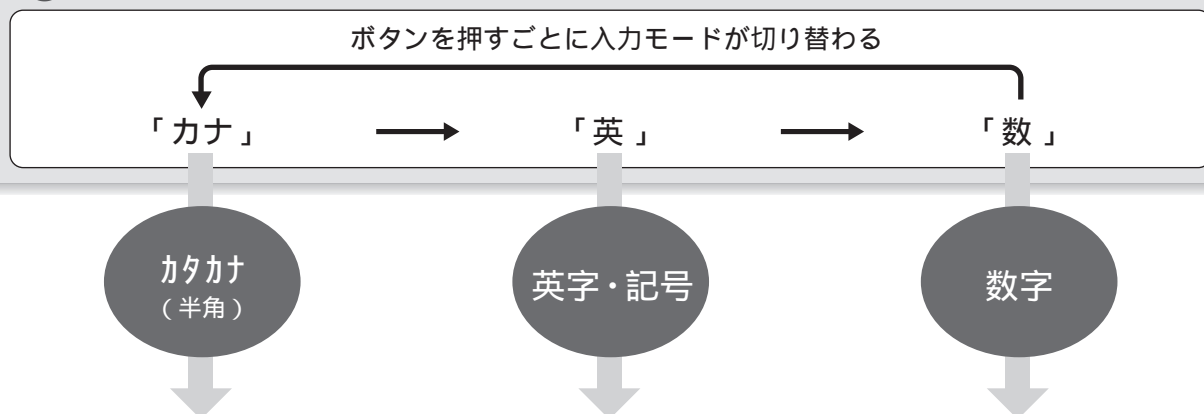 ボタンを押すごとに入力モードが切り替わる
「カナ」 「英」 「数」
ｶﾀｶﾅ 英字・記号 数字
(半角)